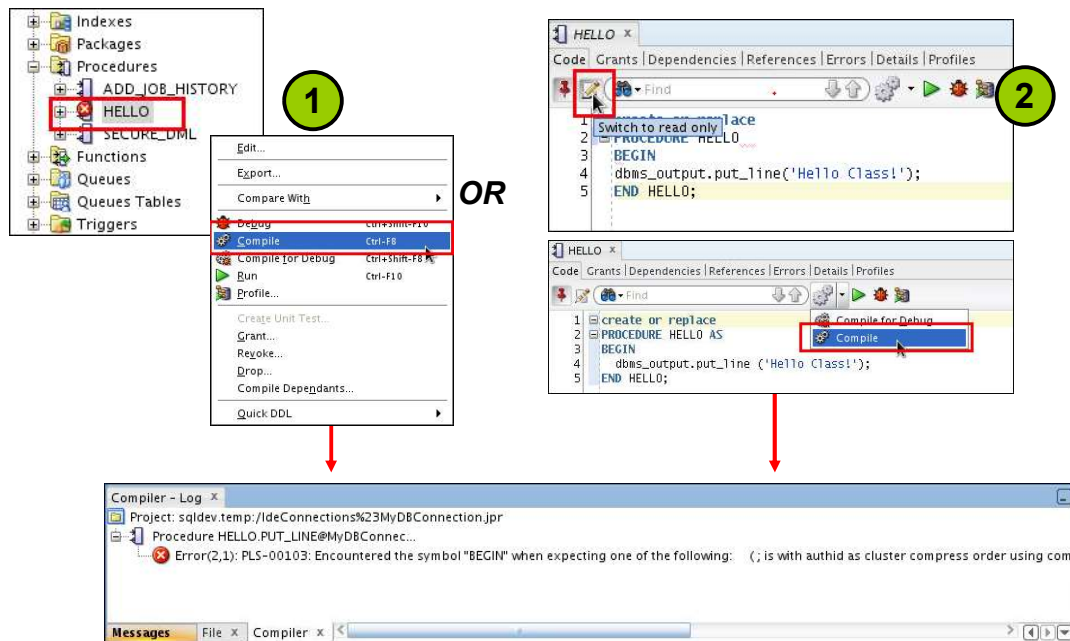 Indexes
Packages
Procedures
ADD_JOB_HISTORY
HELLO
SECURE_DML
Functions
Queues
Queues Tables
Triggers
1
Edit...
Export...
Compare With
Debug Ctrl+Shift-F10
Compile Ctrl-F8
Compile for Debug Ctrl+Shift-F8
Run Ctrl-F10
Profile...
Create Unit Test...
Grant...
Revoke...
Drop...
Compile Dependants...
Quick DDL
OR
HELLO x
Code Grants | Dependencies | References | Errors | Details | Profiles
Find
2
Switch to read only
1 create or replace
2 PROCEDURE HELLO
3 BEGIN
4 dbms_output.put_line('Hello Class!');
5 END HELLO;
HELLO x
Code Grants | Dependencies | References | Errors | Details | Profiles
Find
Compile for Debug
Compile
1 create or replace
2 PROCEDURE HELLO AS
3 BEGIN
4 dbms_output.put_line ('Hello Class!');
5 END HELLO;
Compiler - Log x
Project: sqldev.temp:/IdeConnections%23MyDBConnection.jpr
Procedure HELLO.PUT_LINE@MyDBConnec...
Error(2,1): PLS-00103: Encountered the symbol "BEGIN" when expecting one of the following: ( ; is with authid as cluster compress order using com
Messages File x Compiler x